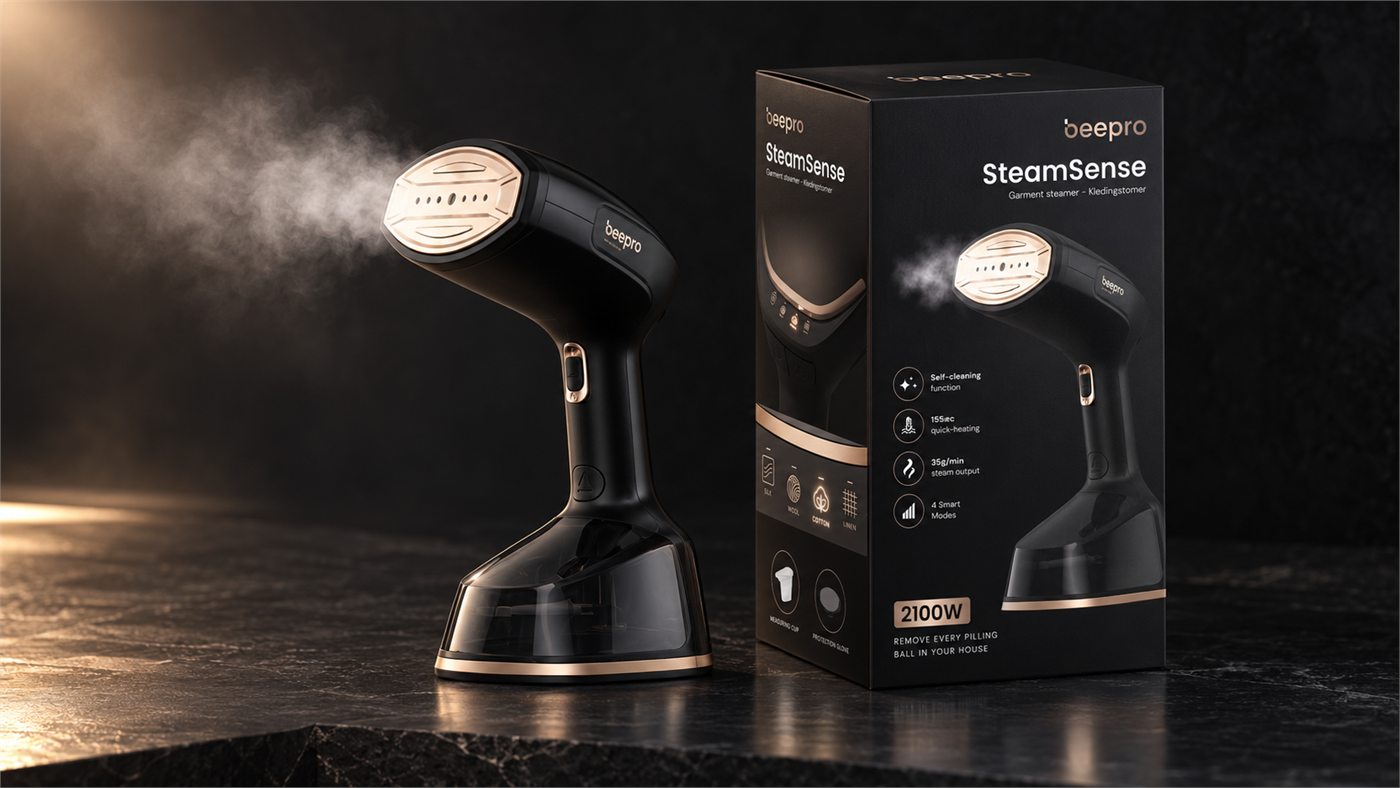 beepro
beepro
beepro
SteamSense
Garment steamer - Kledingstomer
SILK
WOOL
COTTON
LINEN
MEASURING CUP
PROTECTION GLOVE
beepro
SteamSense
Garment steamer - Kledingstomer
beepro
Self-cleaning
function
15Sec
quick-heating
35g/min
steam output
4 Smart
Modes
2100W
REMOVE EVERY PILLING
BALL IN YOUR HOUSE